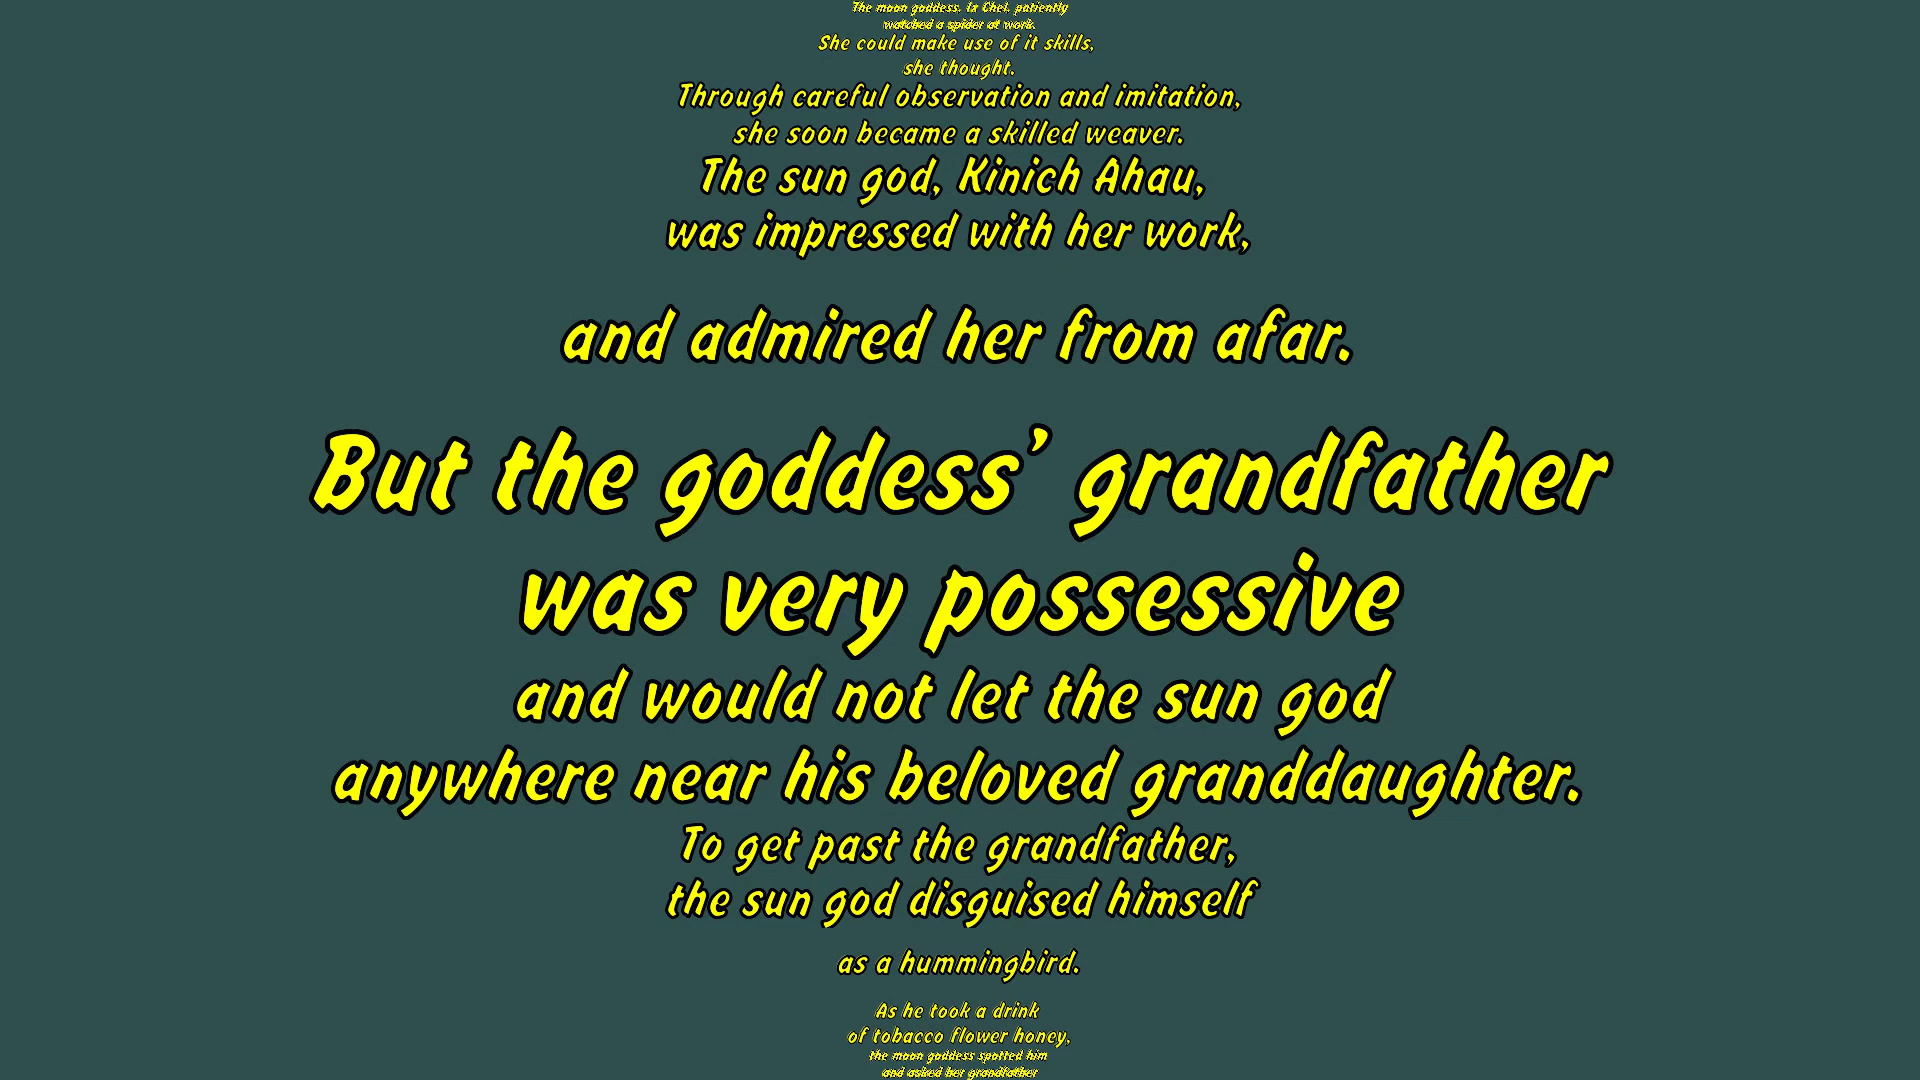 The moon goddess, Ix Chel, patiently
watched a spider at work.
She could make use of it skills,
she thought.
Through careful observation and imitation,
she soon became a skilled weaver.
The sun god, Kinich Ahau,
was impressed with her work,
and admired her from afar.
But the goddess’ grandfather
was very possessive
and would not let the sun god
anywhere near his beloved granddaughter.
To get past the grandfather,
the sun god disguised himself
as a hummingbird.
As he took a drink
of tobacco flower honey,
the moon goddess spotted him
and asked her grandfather